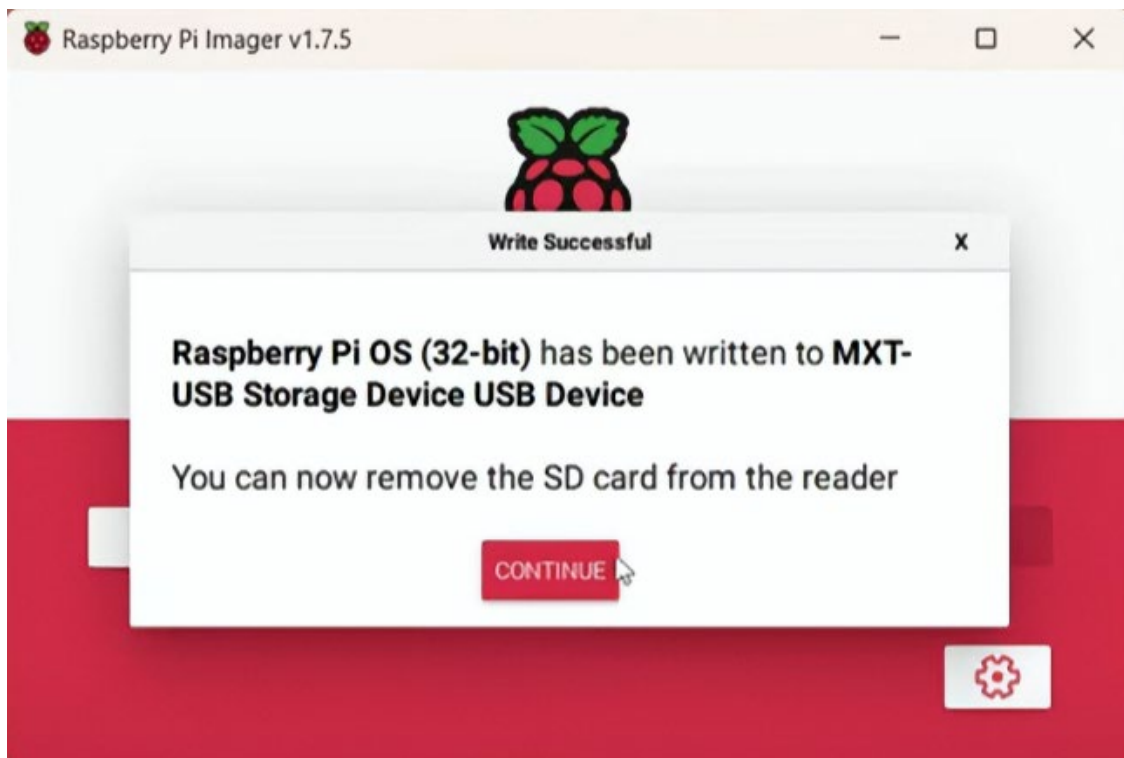 Raspberry Pi Imager v1.7.5
Write Successful
X
Raspberry Pi OS (32-bit) has been written to MXT-
USB Storage Device USB Device
You can now remove the SD card from the reader
CONTINUE